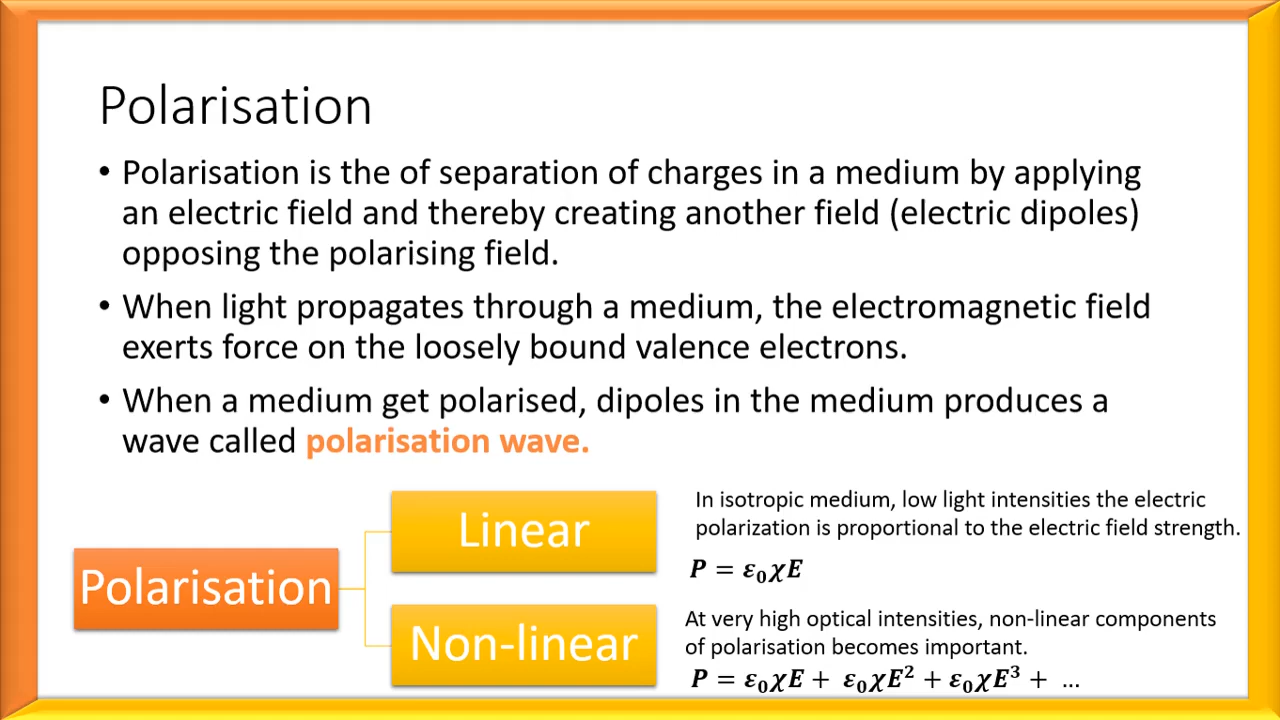 Polarisation
• Polarisation is the of separation of charges in a medium by applying
an electric field and thereby creating another field (electric dipoles)
opposing the polarising field.
• When light propagates through a medium, the electromagnetic field
exerts force on the loosely bound valence electrons.
• When a medium get polarised, dipoles in the medium produces a
wave called polarisation wave.
Polarisation
Linear
In isotropic medium, low light intensities the electric
polarization is proportional to the electric field strength.
P = ε₀χE
Non-linear
At very high optical intensities, non-linear components
of polarisation becomes important.
P = ε₀χE + ε₀χE² + ε₀χE³ + ...